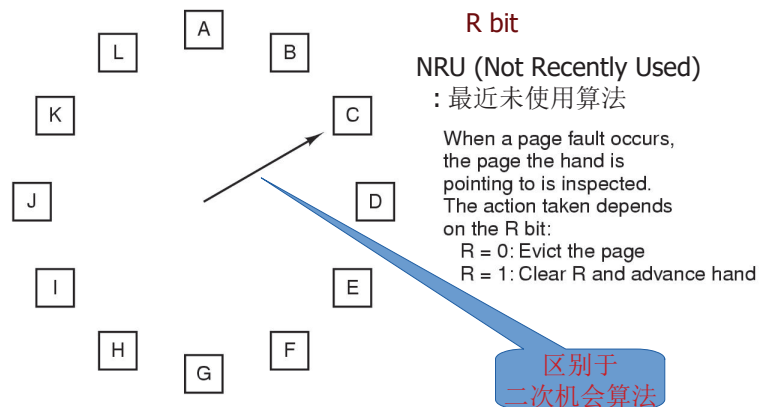 A
B
C
D
E
F
G
H
I
J
K
L
R bit
NRU (Not Recently Used)
: 最近未使用算法
When a page fault occurs,
the page the hand is
pointing to is inspected.
The action taken depends
on the R bit:
R = 0: Evict the page
R = 1: Clear R and advance hand
区别于
二次机会算法